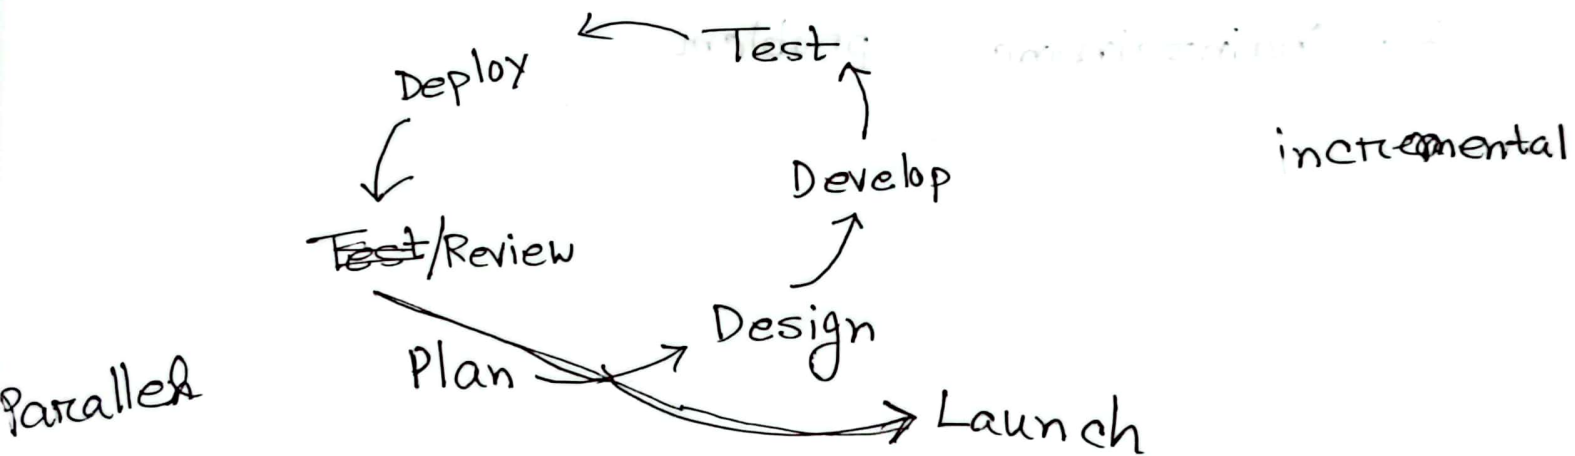 Test
Deploy
incremental
Develop
Test/Review
Design
Plan
Parallel
Launch